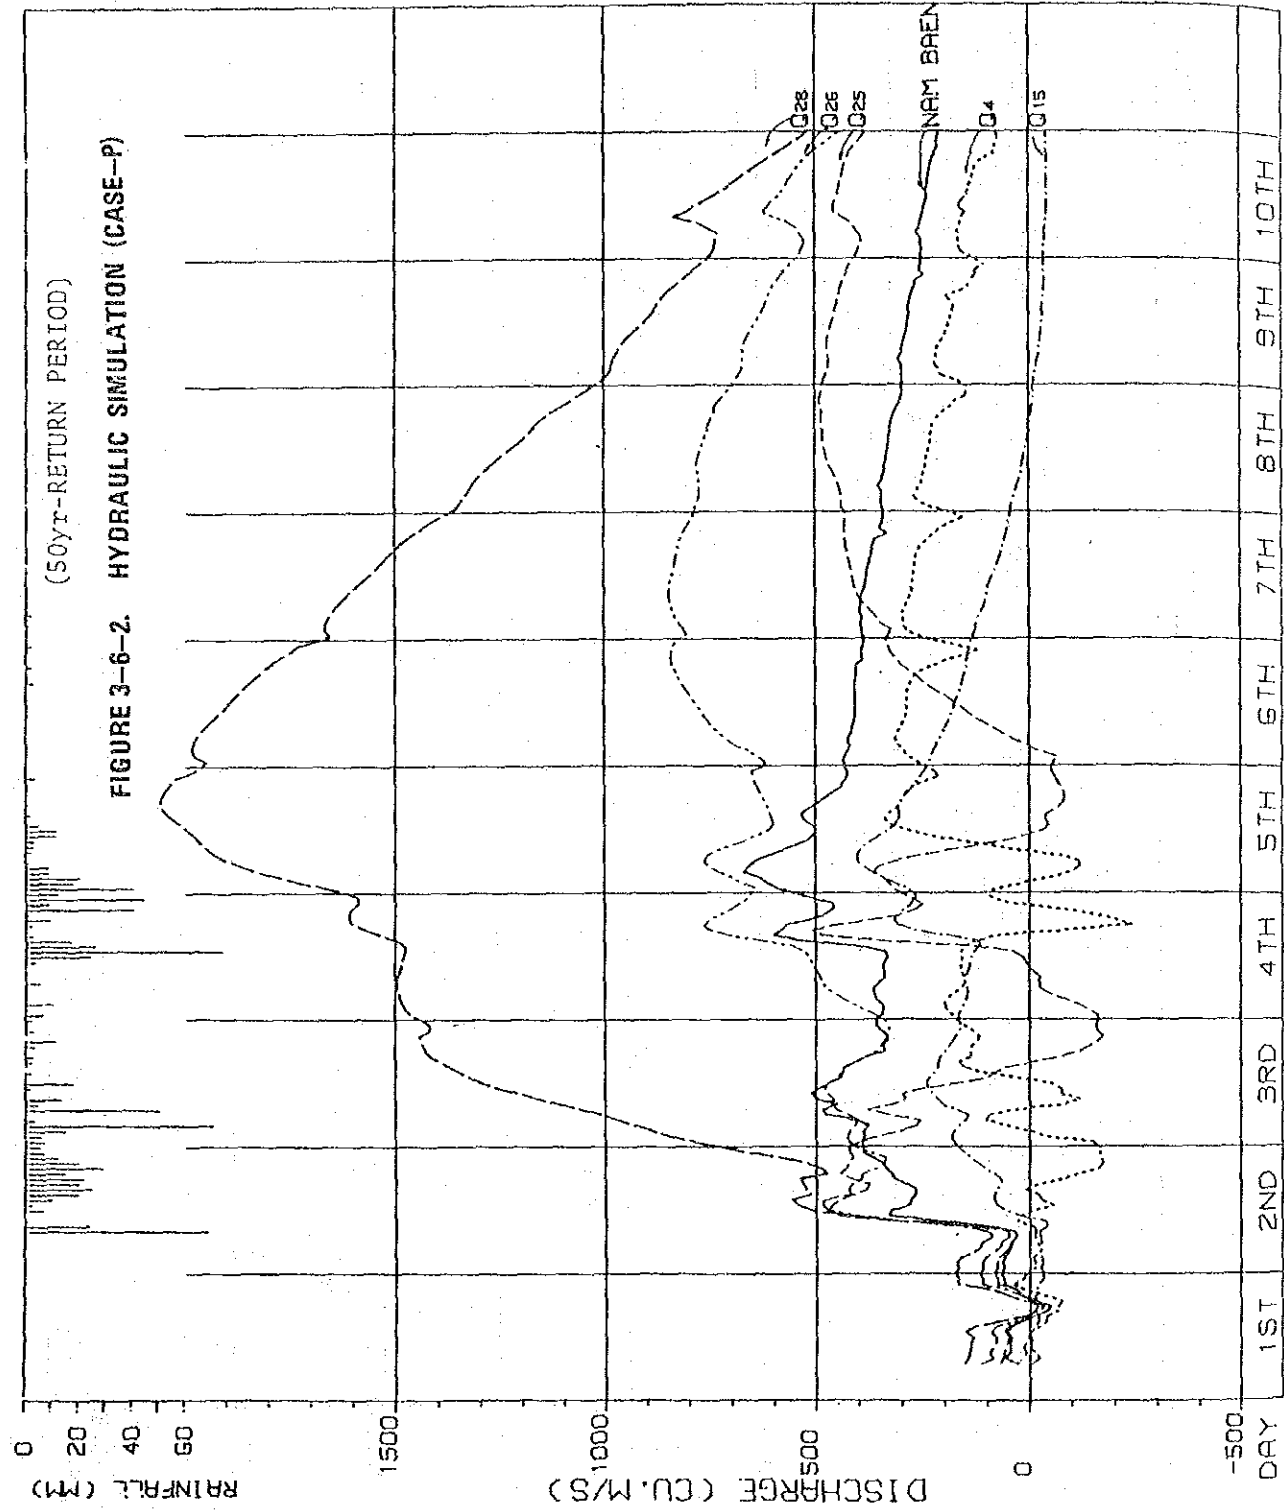 (50yr-RETURN PERIOD)
FIGURE 3-6-2. HYDRAULIC SIMULATION (CASE-P)
RAINFALL (MM)
0
20
40
60
DISCHARGE (CU.M/S)
1500
1000
500
0
-500
Q28
Q26
Q25
NAM BAEN
Q4
Q15
DAY 1ST 2ND 3RD 4TH 5TH 6TH 7TH 8TH 9TH 10TH